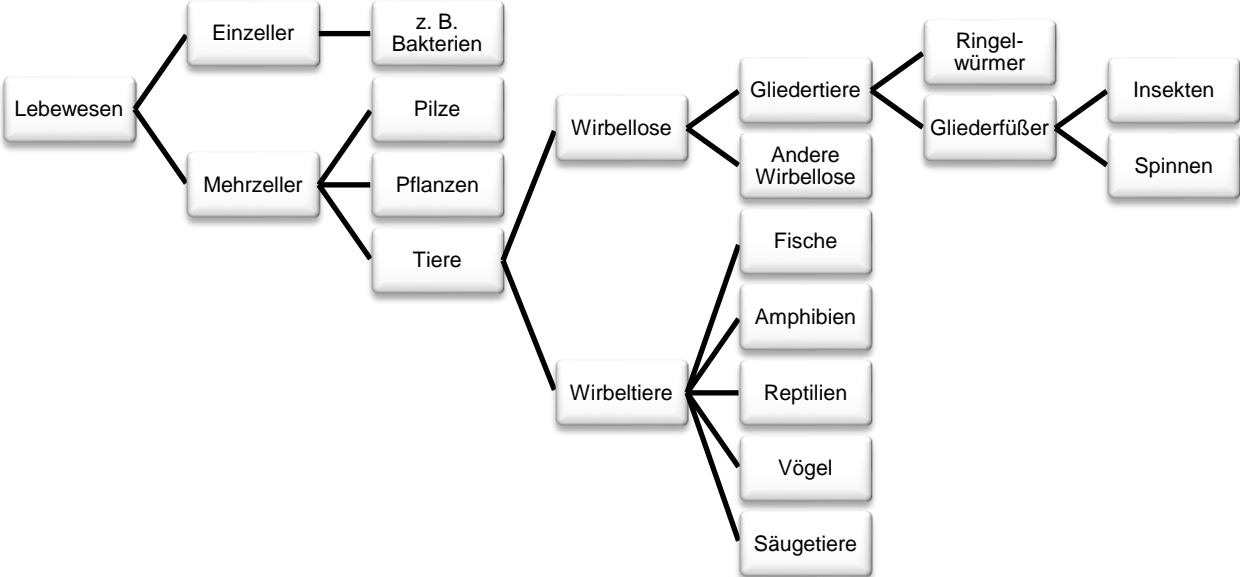 Lebewesen
Einzeller
z. B.
Bakterien
Mehrzeller
Pilze
Pflanzen
Tiere
Wirbellose
Gliedertiere
Ringel-
würmer
Gliederfüßer
Insekten
Spinnen
Andere
Wirbellose
Wirbeltiere
Fische
Amphibien
Reptilien
Vögel
Säugetiere